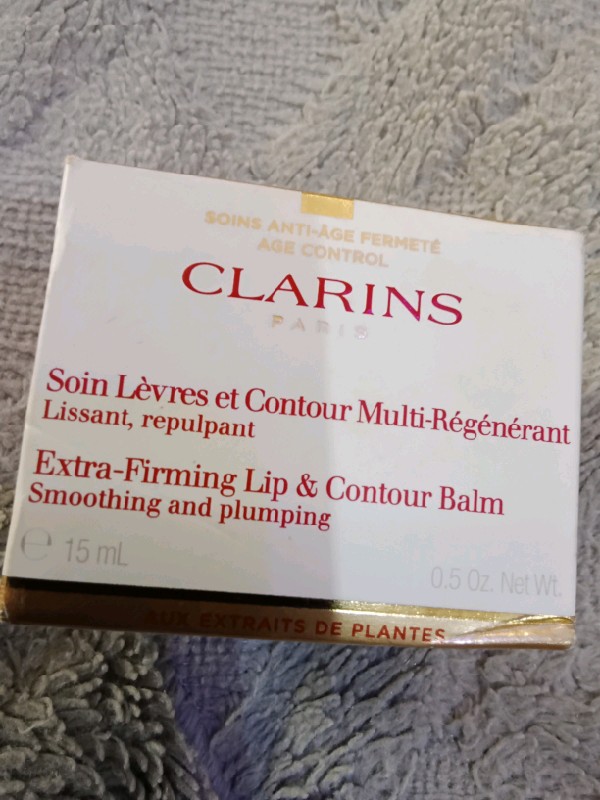 SOINS ANTI-ÂGE FERMETÉ
AGE CONTROL
CLARINS
PARIS
Soin Lèvres et Contour Multi-Régénérant
Lissant, repulpant
Extra-Firming Lip & Contour Balm
Smoothing and plumping
℮ 15 mL
0.5 Oz. Net Wt.
AUX EXTRAITS DE PLANTES